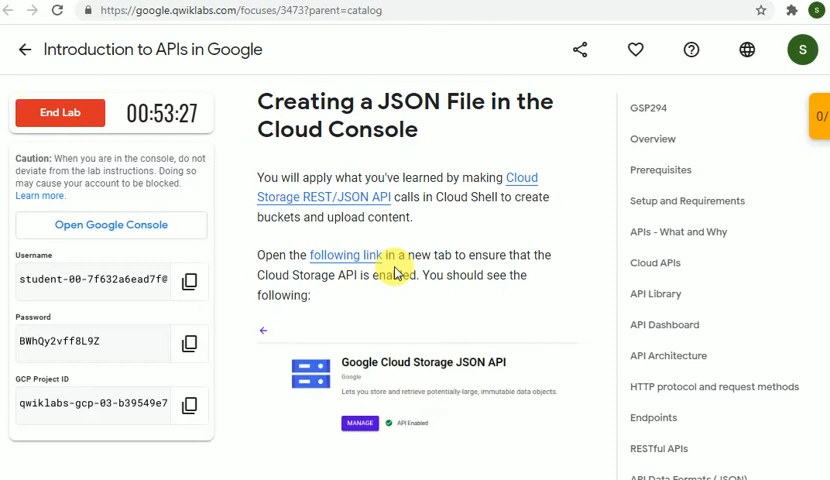 https://google.qwiklabs.com/focuses/3473?parent=catalog
S
Introduction to APIs in Google
S
End Lab
00:53:27
Caution: When you are in the console, do not
deviate from the lab instructions. Doing so
may cause your account to be blocked.
Learn more.
Open Google Console
Username
student-00-7f632a6ead7f@
Password
BWhQy2vff8L9Z
GCP Project ID
qwiklabs-gcp-03-b39549e7
Creating a JSON File in the
Cloud Console
You will apply what you've learned by making Cloud
Storage REST/JSON API calls in Cloud Shell to create
buckets and upload content.
Open the following link in a new tab to ensure that the
Cloud Storage API is enabled. You should see the
following:
Google Cloud Storage JSON API
Google
Lets you store and retrieve potentially-large, immutable data objects.
MANAGE
API Enabled
GSP294
Overview
Prerequisites
Setup and Requirements
APIs - What and Why
Cloud APIs
API Library
API Dashboard
API Architecture
HTTP protocol and request methods
Endpoints
RESTful APIs
API Data Formats (JSON)
0/